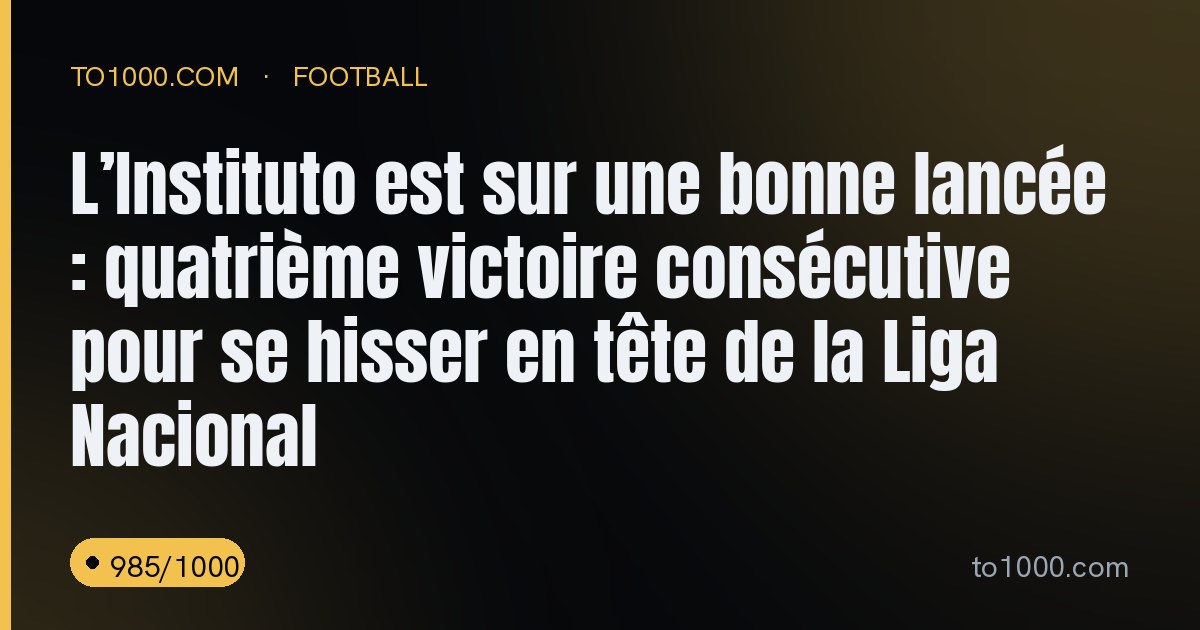 TO1000.COM · FOOTBALL
L’Instituto est sur une bonne lancée
: quatrième victoire consécutive
pour se hisser en tête de la Liga
Nacional
985/1000
to1000.com